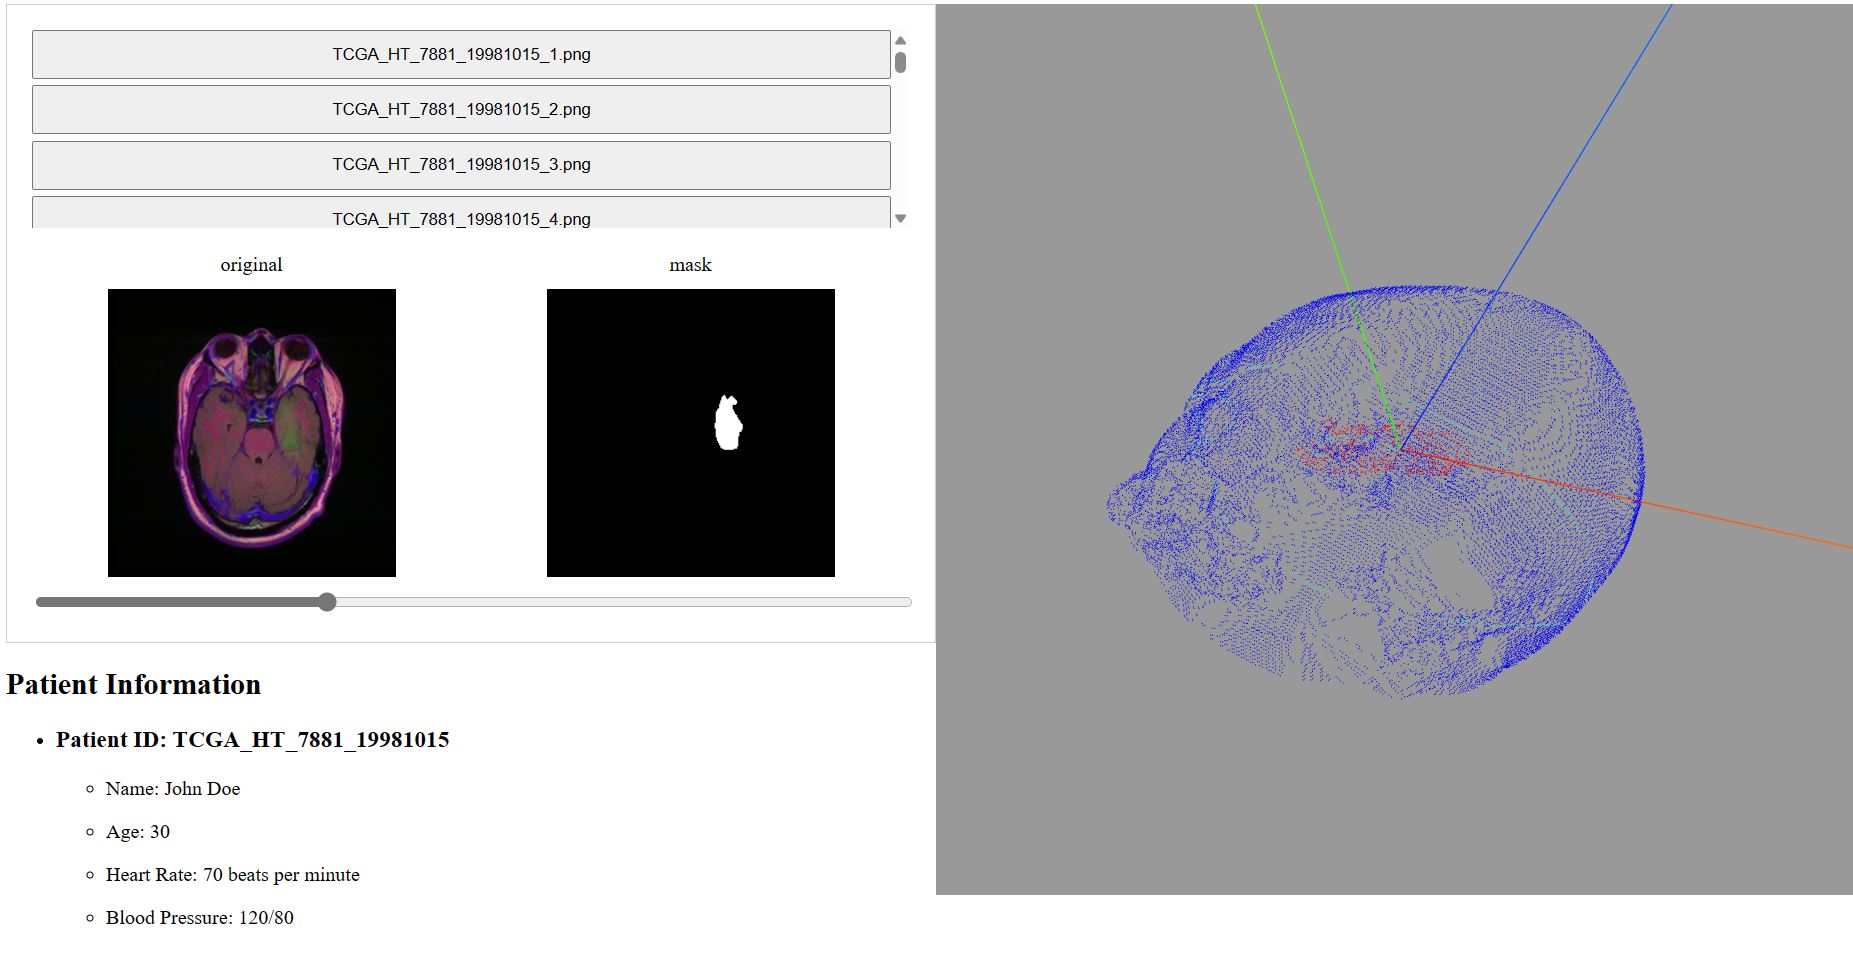 TCGA_HT_7881_19981015_1.png
TCGA_HT_7881_19981015_2.png
TCGA_HT_7881_19981015_3.png
TCGA_HT_7881_19981015_4.png
original
mask
Patient Information
Patient ID: TCGA_HT_7881_19981015
Name: John Doe
Age: 30
Heart Rate: 70 beats per minute
Blood Pressure: 120/80